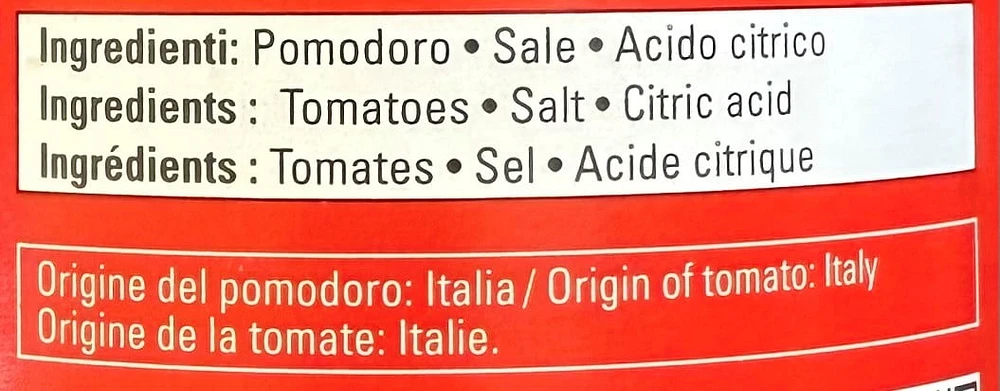 Ingredienti: Pomodoro • Sale • Acido citrico
Ingredients : Tomatoes • Salt • Citric acid
Ingrédients : Tomates • Sel • Acide citrique
Origine del pomodoro: Italia / Origin of tomato: Italy
Origine de la tomate: Italie.